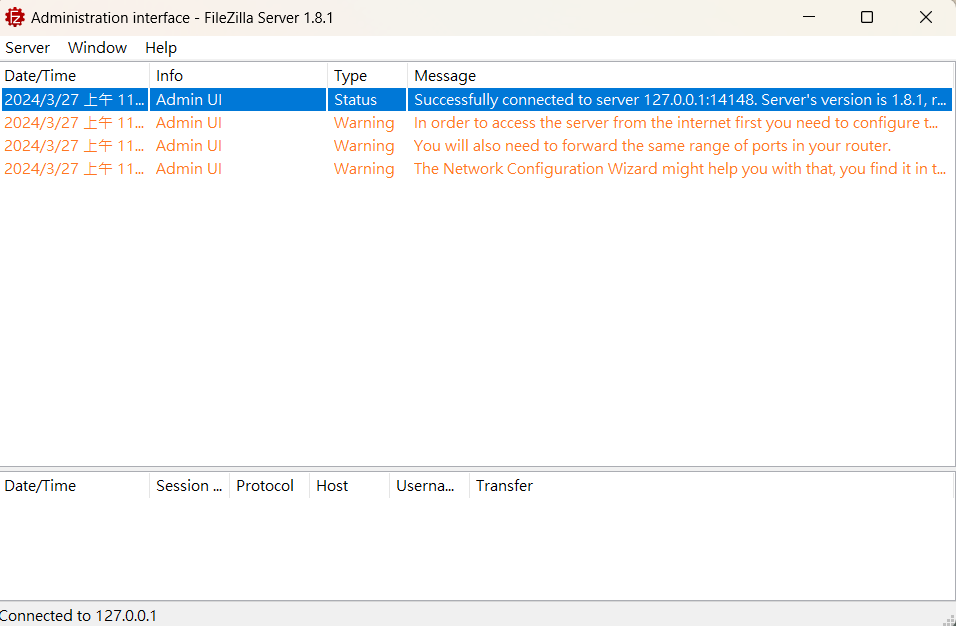 Administration interface - FileZilla Server 1.8.1
Server Window Help
Date/Time Info Type Message
2024/3/27 上午 11... Admin UI Status Successfully connected to server 127.0.0.1:14148. Server's version is 1.8.1, r...
2024/3/27 上午 11... Admin UI Warning In order to access the server from the internet first you need to configure t...
2024/3/27 上午 11... Admin UI Warning You will also need to forward the same range of ports in your router.
2024/3/27 上午 11... Admin UI Warning The Network Configuration Wizard might help you with that, you find it in t...
Date/Time Session ... Protocol Host Userna... Transfer
Connected to 127.0.0.1